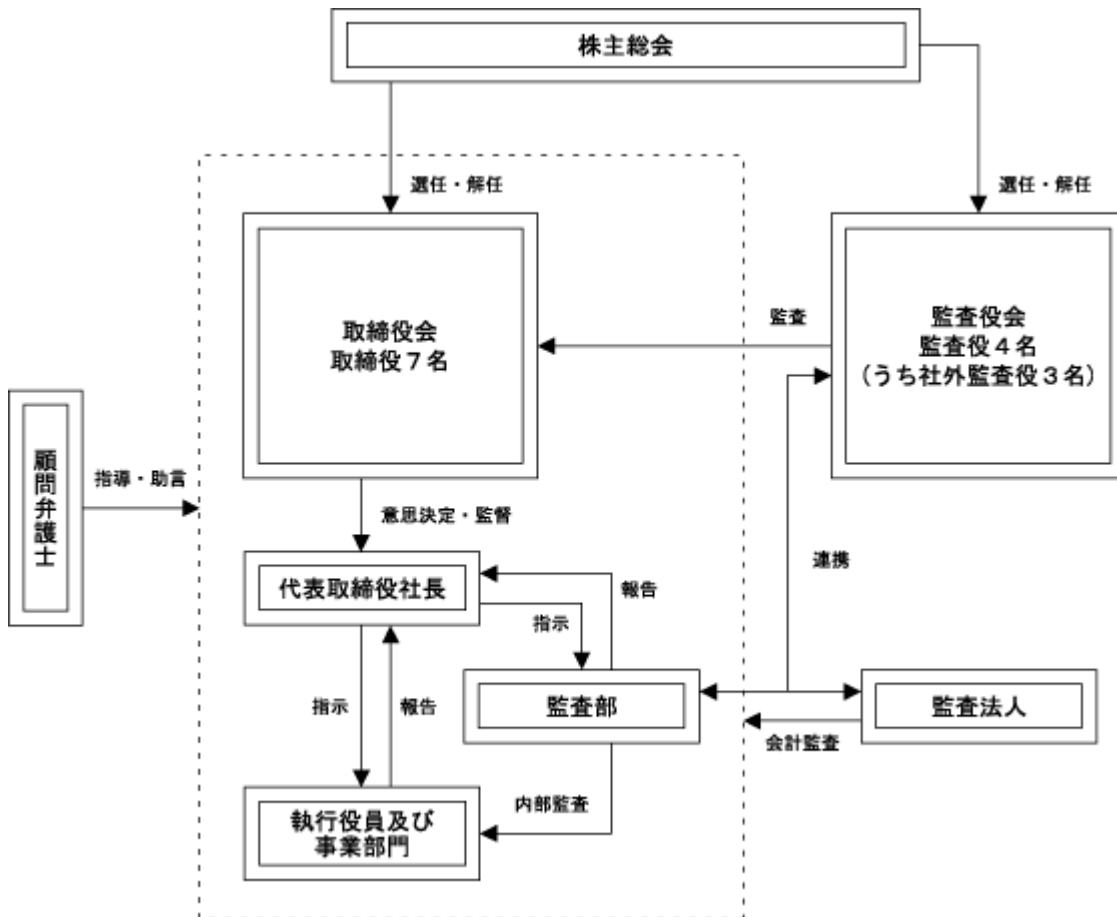 株主総会
選任・解任
選任・解任
取締役会
取締役７名
監査
監査役会
監査役４名
（うち社外監査役３名）
顧問弁護士
指導・助言
意思決定・監督
代表取締役社長
報告
指示
連携
指示
報告
監査部
監査法人
会計監査
内部監査
執行役員及び
事業部門